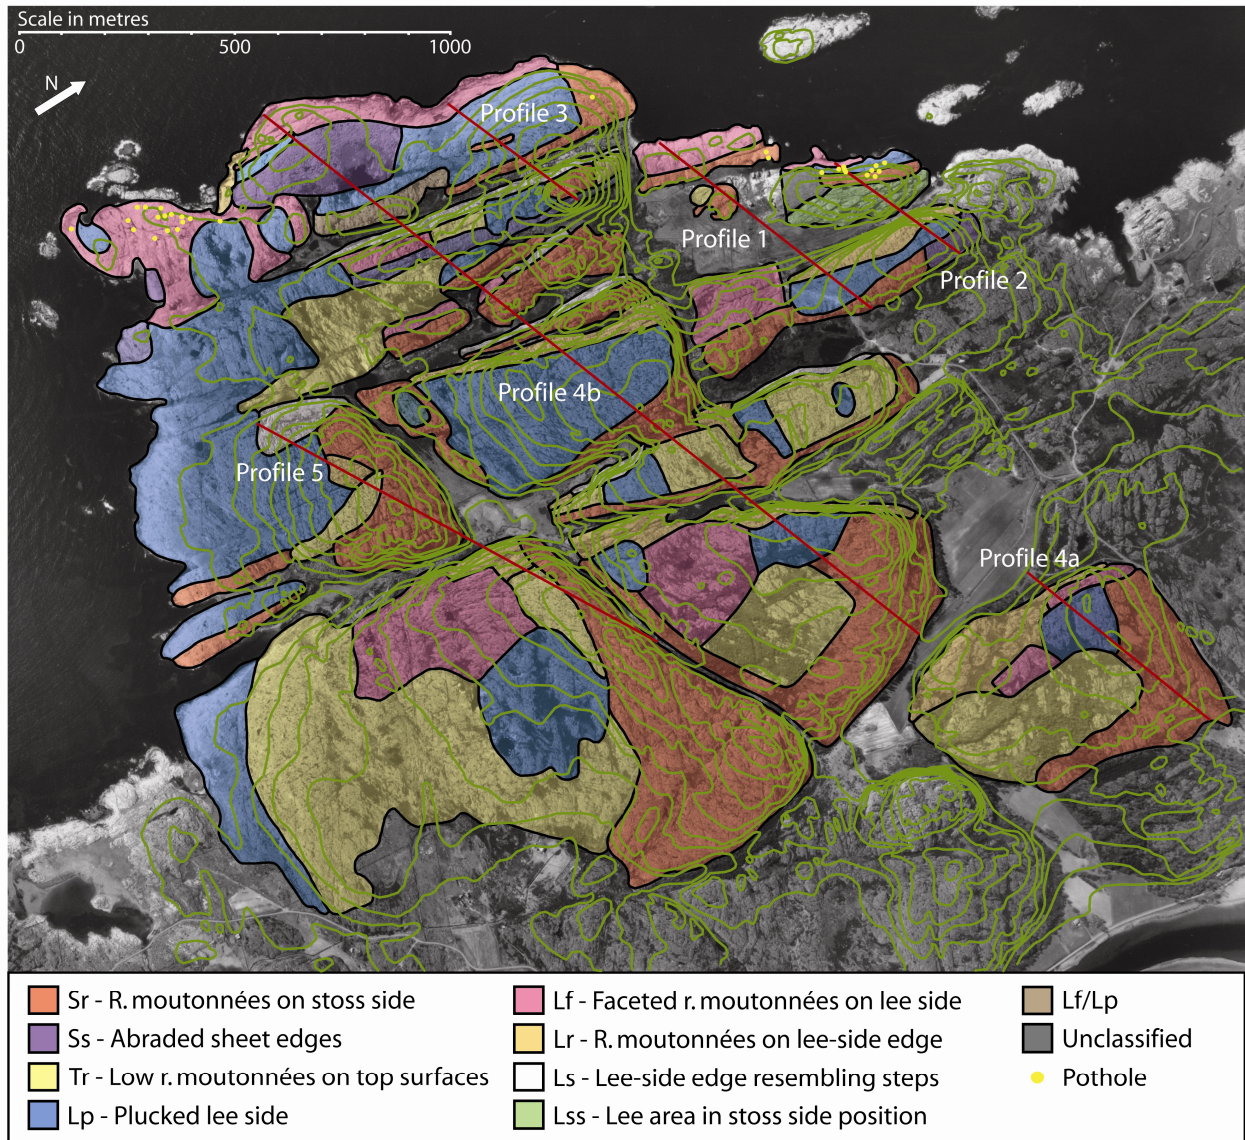 Scale in metres
0 500 1000
N
Profile 3
Profile 1
Profile 2
Profile 4b
Profile 5
Profile 4a
Sr - R. moutonnées on stoss side
Ss - Abraded sheet edges
Tr - Low r. moutonnées on top surfaces
Lp - Plucked lee side
Lf - Faceted r. moutonnées on lee side
Lr - R. moutonnées on lee-side edge
Ls - Lee-side edge resembling steps
Lss - Lee area in stoss side position
Lf/Lp
Unclassified
Pothole